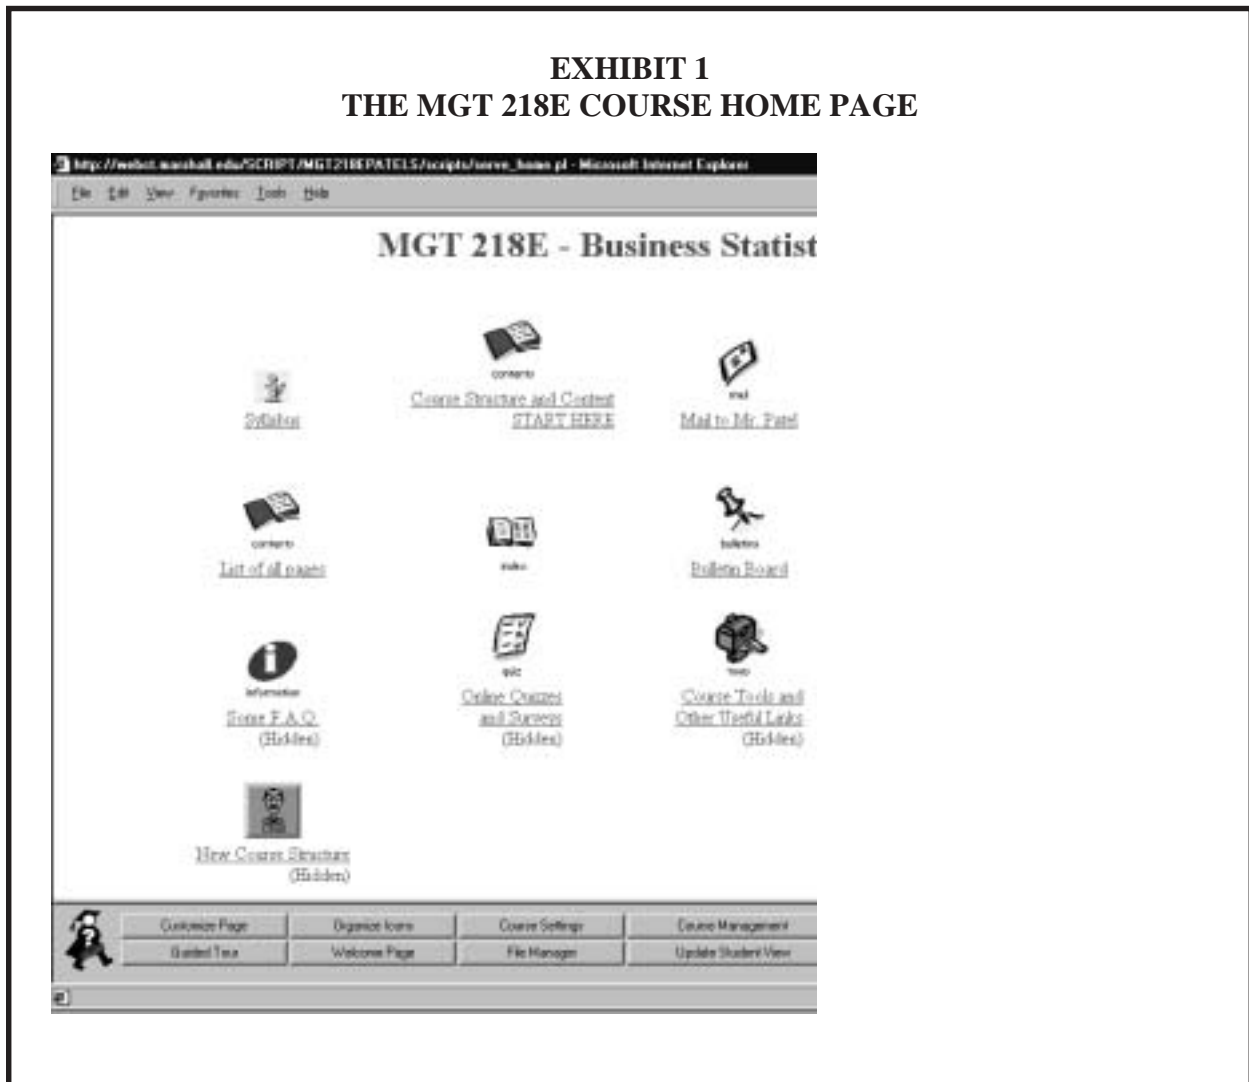 EXHIBIT 1
THE MGT 218E COURSE HOME PAGE
http://webct.marshall.edu/SCRIPT/MGT218EPATELS/scripts/serve_home.pl - Microsoft Internet Explorer
File Edit View Favorites Tools Help
MGT 218E - Business Statist
contents
mail
Syllabus
Course Structure and Content
START HERE
Mail to Mr. Patel
contents
index
bulletins
List of all pages
Bulletin Board
information
quiz
tools
Some F.A.Q.
(Hidden)
Online Quizzes
and Surveys
(Hidden)
Course Tools and
Other Useful Links
(Hidden)
New Course Structure
(Hidden)
Customize Page Organize Icons Course Settings Course Management
Guided Tour Welcome Page File Manager Update Student View